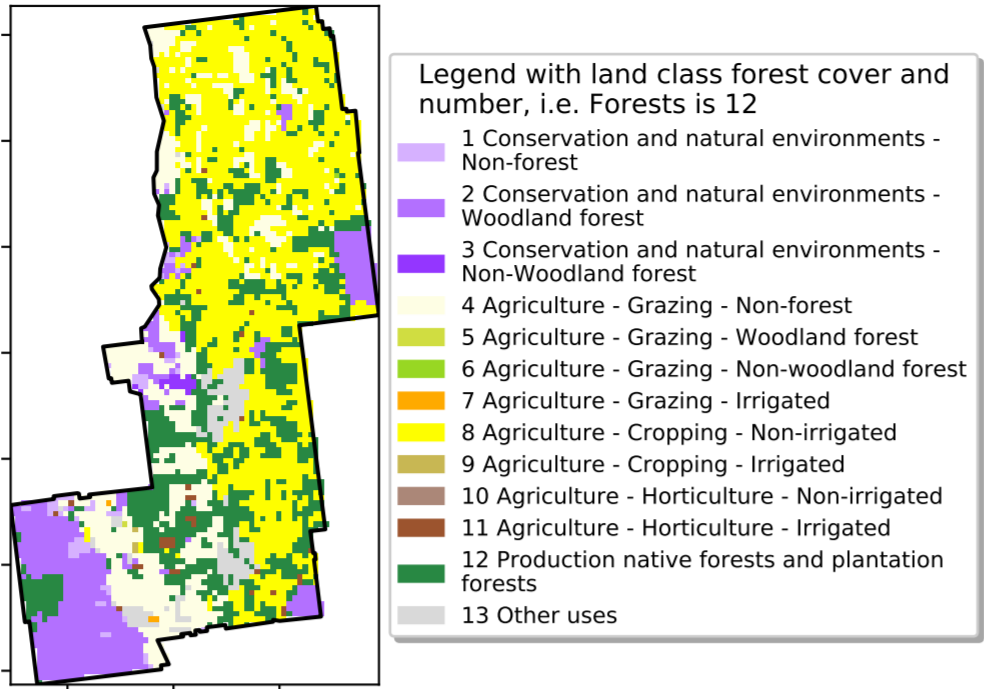 Legend with land class forest cover and
number, i.e. Forests is 12
1 Conservation and natural environments -
Non-forest
2 Conservation and natural environments -
Woodland forest
3 Conservation and natural environments -
Non-Woodland forest
4 Agriculture - Grazing - Non-forest
5 Agriculture - Grazing - Woodland forest
6 Agriculture - Grazing - Non-woodland forest
7 Agriculture - Grazing - Irrigated
8 Agriculture - Cropping - Non-irrigated
9 Agriculture - Cropping - Irrigated
10 Agriculture - Horticulture - Non-irrigated
11 Agriculture - Horticulture - Irrigated
12 Production native forests and plantation
forests
13 Other uses